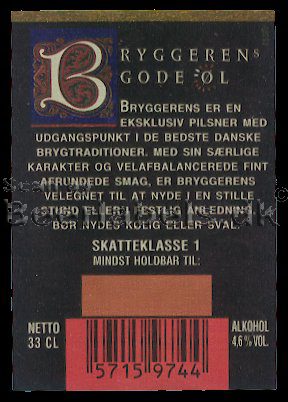 BRYGGERENS
GODE ØL
BRYGGERENS ER EN
EKSKLUSIV PILSNER MED
UDGANGSPUNKT I DE BEDSTE DANSKE
BRYGTRADITIONER. MED SIN SÆRLIGE
KARAKTER OG VELAFBALANCEREDE FINT
AFRUNDEDE SMAG, ER BRYGGERENS
VELEGNET TIL AT NYDE I EN STILLE
STUND ELLER I FESTLIG ANLEDNING.
BØR NYDES KØLIG ELLER SVAL.
SKATTEKLASSE 1
MINDST HOLDBAR TIL:
NETTO
33 CL
ALKOHOL
4,6% VOL.
5715 9744